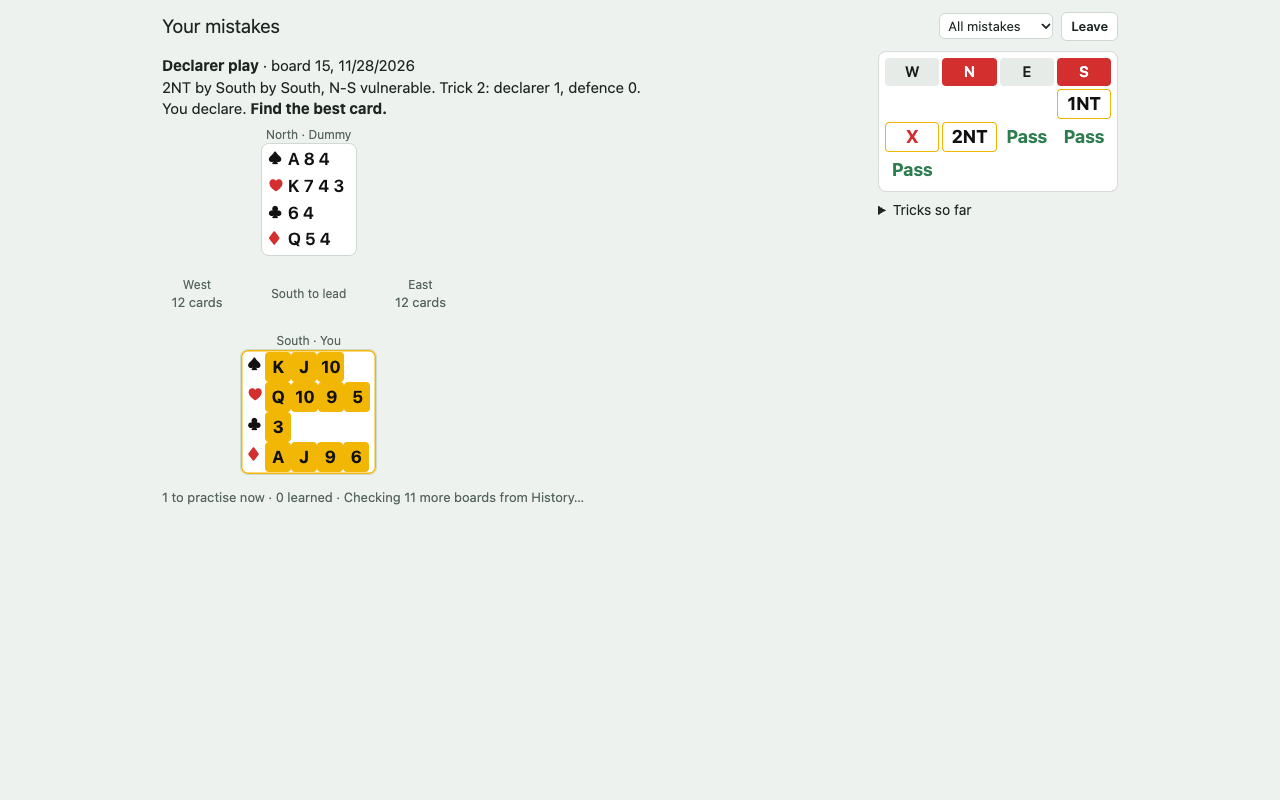 Your mistakes
All mistakes
Leave
Declarer play · board 15, 11/28/2026
2NT by South by South, N-S vulnerable. Trick 2: declarer 1, defence 0.
You declare. Find the best card.
North · Dummy
♠ A 8 4
♥ K 7 4 3
♣ 6 4
♦ Q 5 4
West
12 cards
South to lead
East
12 cards
South · You
♠ K J 10
♥ Q 10 9 5
♣ 3
♦ A J 9 6
1 to practise now · 0 learned · Checking 11 more boards from History...
W N E S
1NT
X 2NT Pass Pass
Pass
▶ Tricks so far